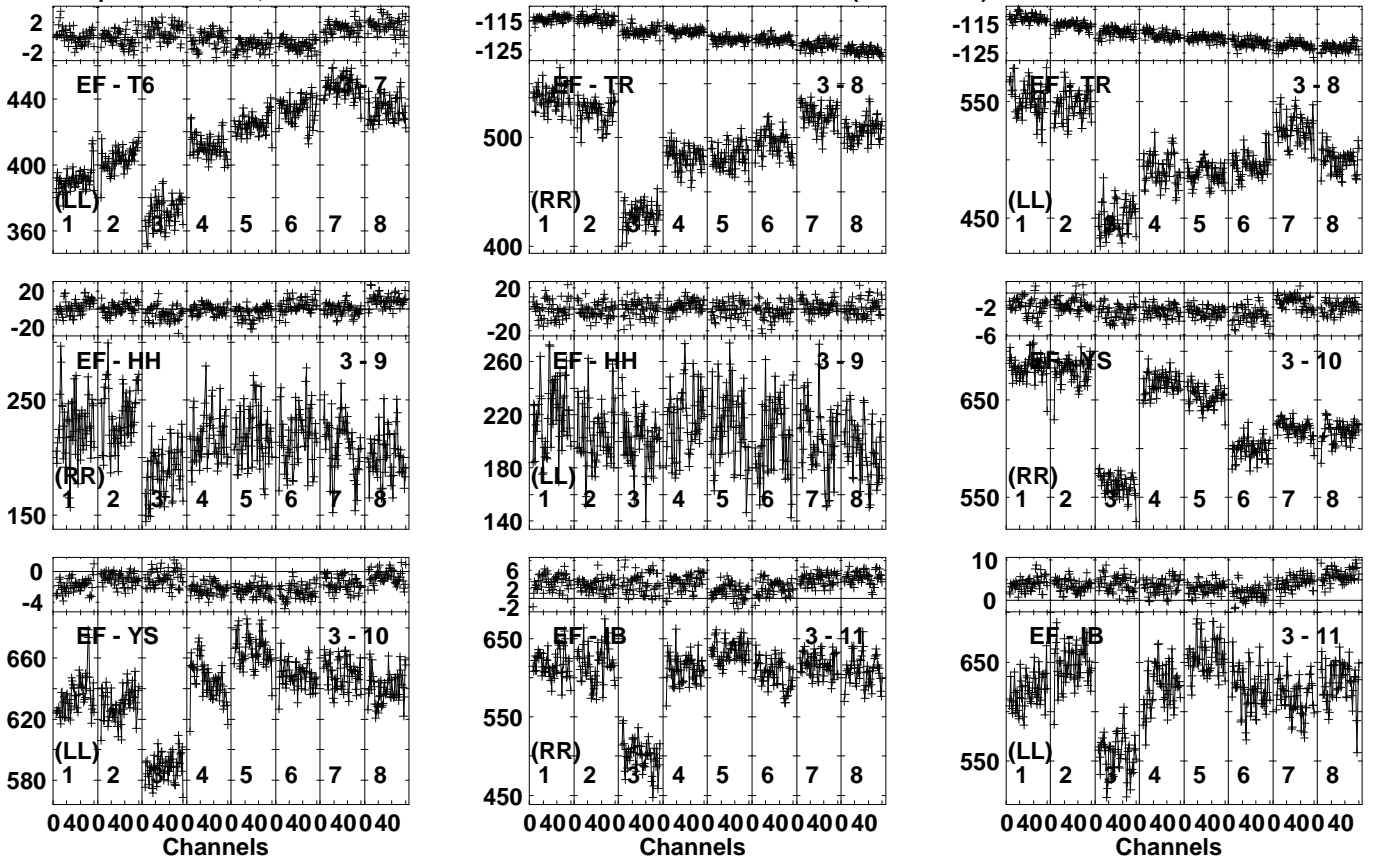 2 -115 -115
-2 -125 -125
EF - T6 3 - 7 EF - TR 3 - 8 EF - TR 3 - 8
440 500 550
400
(LL) (RR) (LL) 450
360 1 2 3 4 5 6 7 8 400 1 2 3 4 5 6 7 8 1 2 3 4 5 6 7 8
20 20 -2
-20 -20 -6
EF - HH 3 - 9 260 EF - HH 3 - 9 EF - YS 3 - 10
250 220 650
180
(RR) (LL) (RR)
150 1 2 3 4 5 6 7 8 140 1 2 3 4 5 6 7 8 550 1 2 3 4 5 6 7 8
0 6 2 10
-4 -2 0
EF - YS 3 - 10 650 EF - IB 3 - 11 EF - IB 3 - 11
660 650
620 550
(LL) (RR) (LL) 550
580 1 2 3 4 5 6 7 8 450 1 2 3 4 5 6 7 8 1 2 3 4 5 6 7 8
0 40 0 40 0 40 0 40 0 40 0 40 0 40 0 40 0 40 0 40 0 40 0 40 0 40 0 40 0 40 0 40 0 40 0 40 0 40 0 40 0 40 0 40 0 40 0 40
Channels Channels Channels